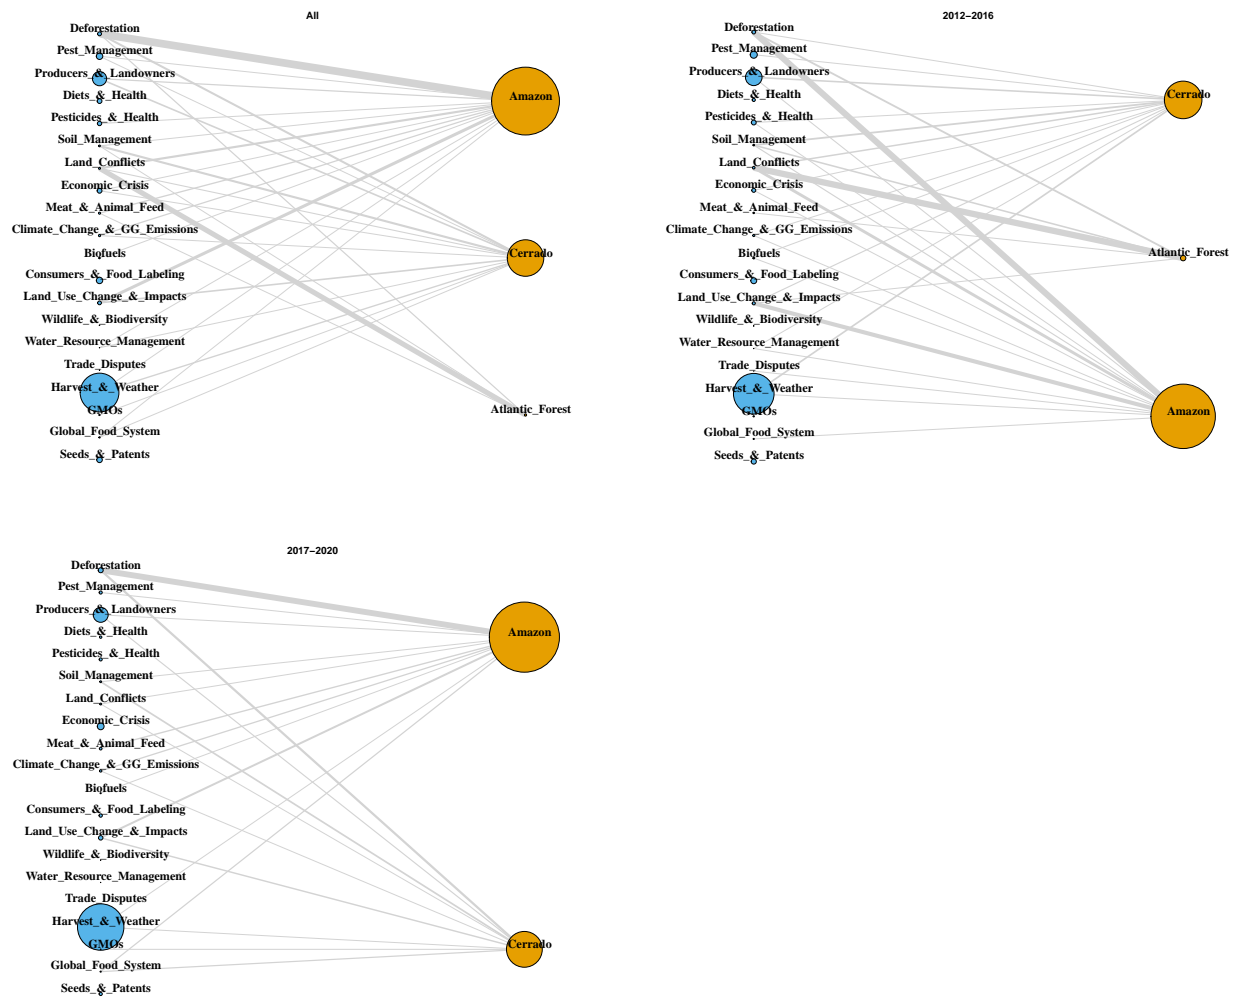 All
Deforestation
Pest_Management
Producers_&_Landowners
Diets_&_Health
Pesticides_&_Health
Soil_Management
Land_Conflicts
Economic_Crisis
Meat_&_Animal_Feed
Climate_Change_&_GG_Emissions
Biofuels
Consumers_&_Food_Labeling
Land_Use_Change_&_Impacts
Wildlife_&_Biodiversity
Water_Resource_Management
Trade_Disputes
Harvest_&_Weather
GMOs
Global_Food_System
Seeds_&_Patents
Amazon
Cerrado
Atlantic_Forest
2012–2016
Deforestation
Pest_Management
Producers_&_Landowners
Diets_&_Health
Pesticides_&_Health
Soil_Management
Land_Conflicts
Economic_Crisis
Meat_&_Animal_Feed
Climate_Change_&_GG_Emissions
Biofuels
Consumers_&_Food_Labeling
Land_Use_Change_&_Impacts
Wildlife_&_Biodiversity
Water_Resource_Management
Trade_Disputes
Harvest_&_Weather
GMOs
Global_Food_System
Seeds_&_Patents
Cerrado
Atlantic_Forest
Amazon
2017–2020
Deforestation
Pest_Management
Producers_&_Landowners
Diets_&_Health
Pesticides_&_Health
Soil_Management
Land_Conflicts
Economic_Crisis
Meat_&_Animal_Feed
Climate_Change_&_GG_Emissions
Biofuels
Consumers_&_Food_Labeling
Land_Use_Change_&_Impacts
Wildlife_&_Biodiversity
Water_Resource_Management
Trade_Disputes
Harvest_&_Weather
GMOs
Global_Food_System
Seeds_&_Patents
Amazon
Cerrado